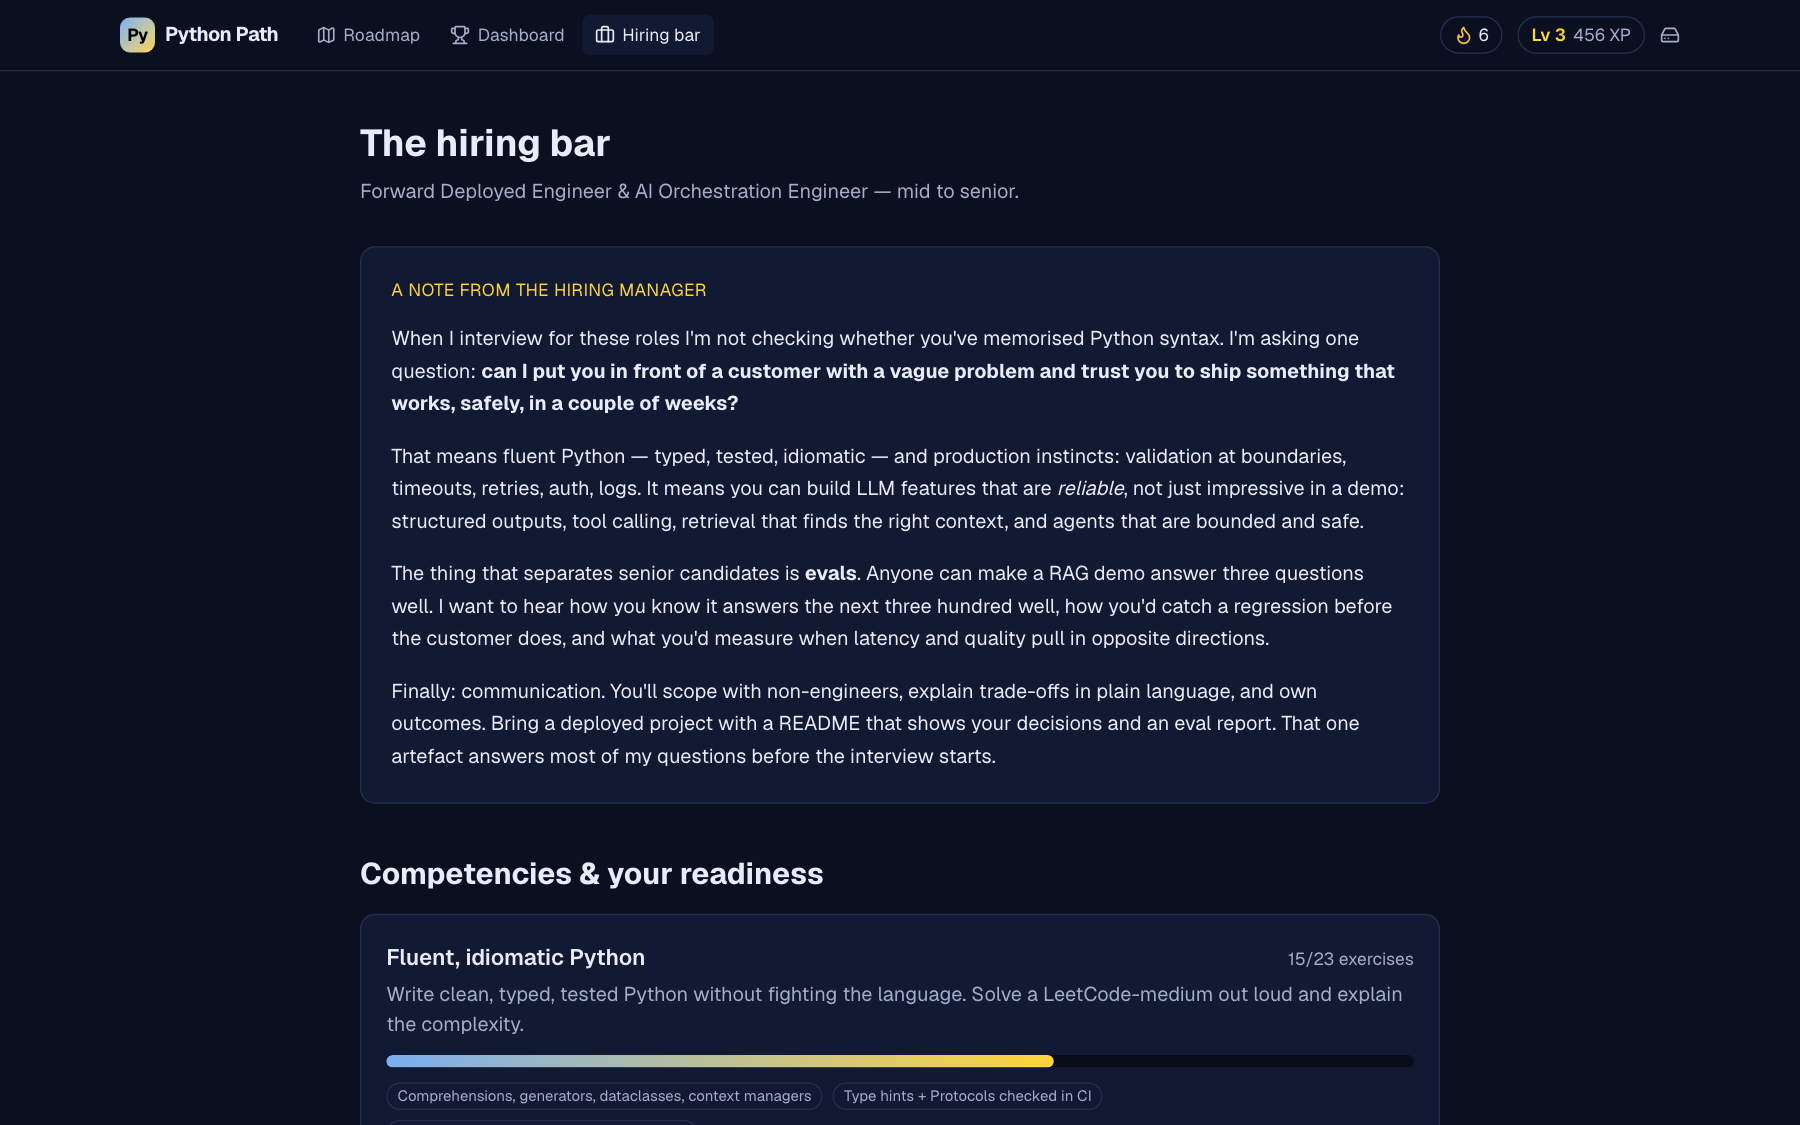 Py Python Path Roadmap Dashboard Hiring bar 6 Lv 3 456 XP
The hiring bar
Forward Deployed Engineer & AI Orchestration Engineer — mid to senior.
A NOTE FROM THE HIRING MANAGER
When I interview for these roles I'm not checking whether you've memorised Python syntax. I'm asking one
question: can I put you in front of a customer with a vague problem and trust you to ship something that
works, safely, in a couple of weeks?
That means fluent Python — typed, tested, idiomatic — and production instincts: validation at boundaries,
timeouts, retries, auth, logs. It means you can build LLM features that are reliable, not just impressive in a demo:
structured outputs, tool calling, retrieval that finds the right context, and agents that are bounded and safe.
The thing that separates senior candidates is evals. Anyone can make a RAG demo answer three questions
well. I want to hear how you know it answers the next three hundred well, how you'd catch a regression before
the customer does, and what you'd measure when latency and quality pull in opposite directions.
Finally: communication. You'll scope with non-engineers, explain trade-offs in plain language, and own
outcomes. Bring a deployed project with a README that shows your decisions and an eval report. That one
artefact answers most of my questions before the interview starts.
Competencies & your readiness
Fluent, idiomatic Python 15/23 exercises
Write clean, typed, tested Python without fighting the language. Solve a LeetCode-medium out loud and explain
the complexity.
Comprehensions, generators, dataclasses, context managers Type hints + Protocols checked in CI